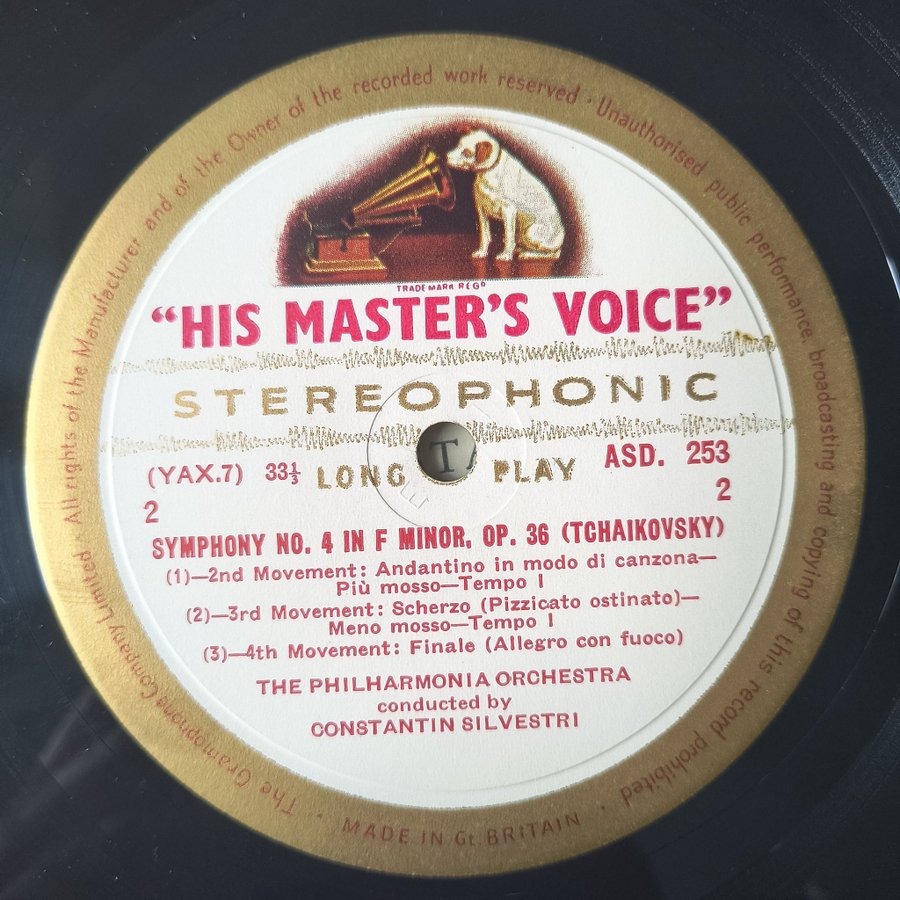 The Gramophone Company Limited · All rights of the Manufacturer and of the Owner of the recorded work reserved · Unauthorised public performance, broadcasting and copying of this record prohibited ·
TRADE MARK REGD
“HIS MASTER'S VOICE”
STEREOPHONIC
(YAX.7) 33⅓ LONG PLAY ASD. 253
2 2
SYMPHONY NO. 4 IN F MINOR, OP. 36 (TCHAIKOVSKY)
(1)—2nd Movement: Andantino in modo di canzona—
Più mosso—Tempo I
(2)—3rd Movement: Scherzo (Pizzicato ostinato)—
Meno mosso—Tempo I
(3)—4th Movement: Finale (Allegro con fuoco)
THE PHILHARMONIA ORCHESTRA
conducted by
CONSTANTIN SILVESTRI
MADE IN Gt. BRITAIN